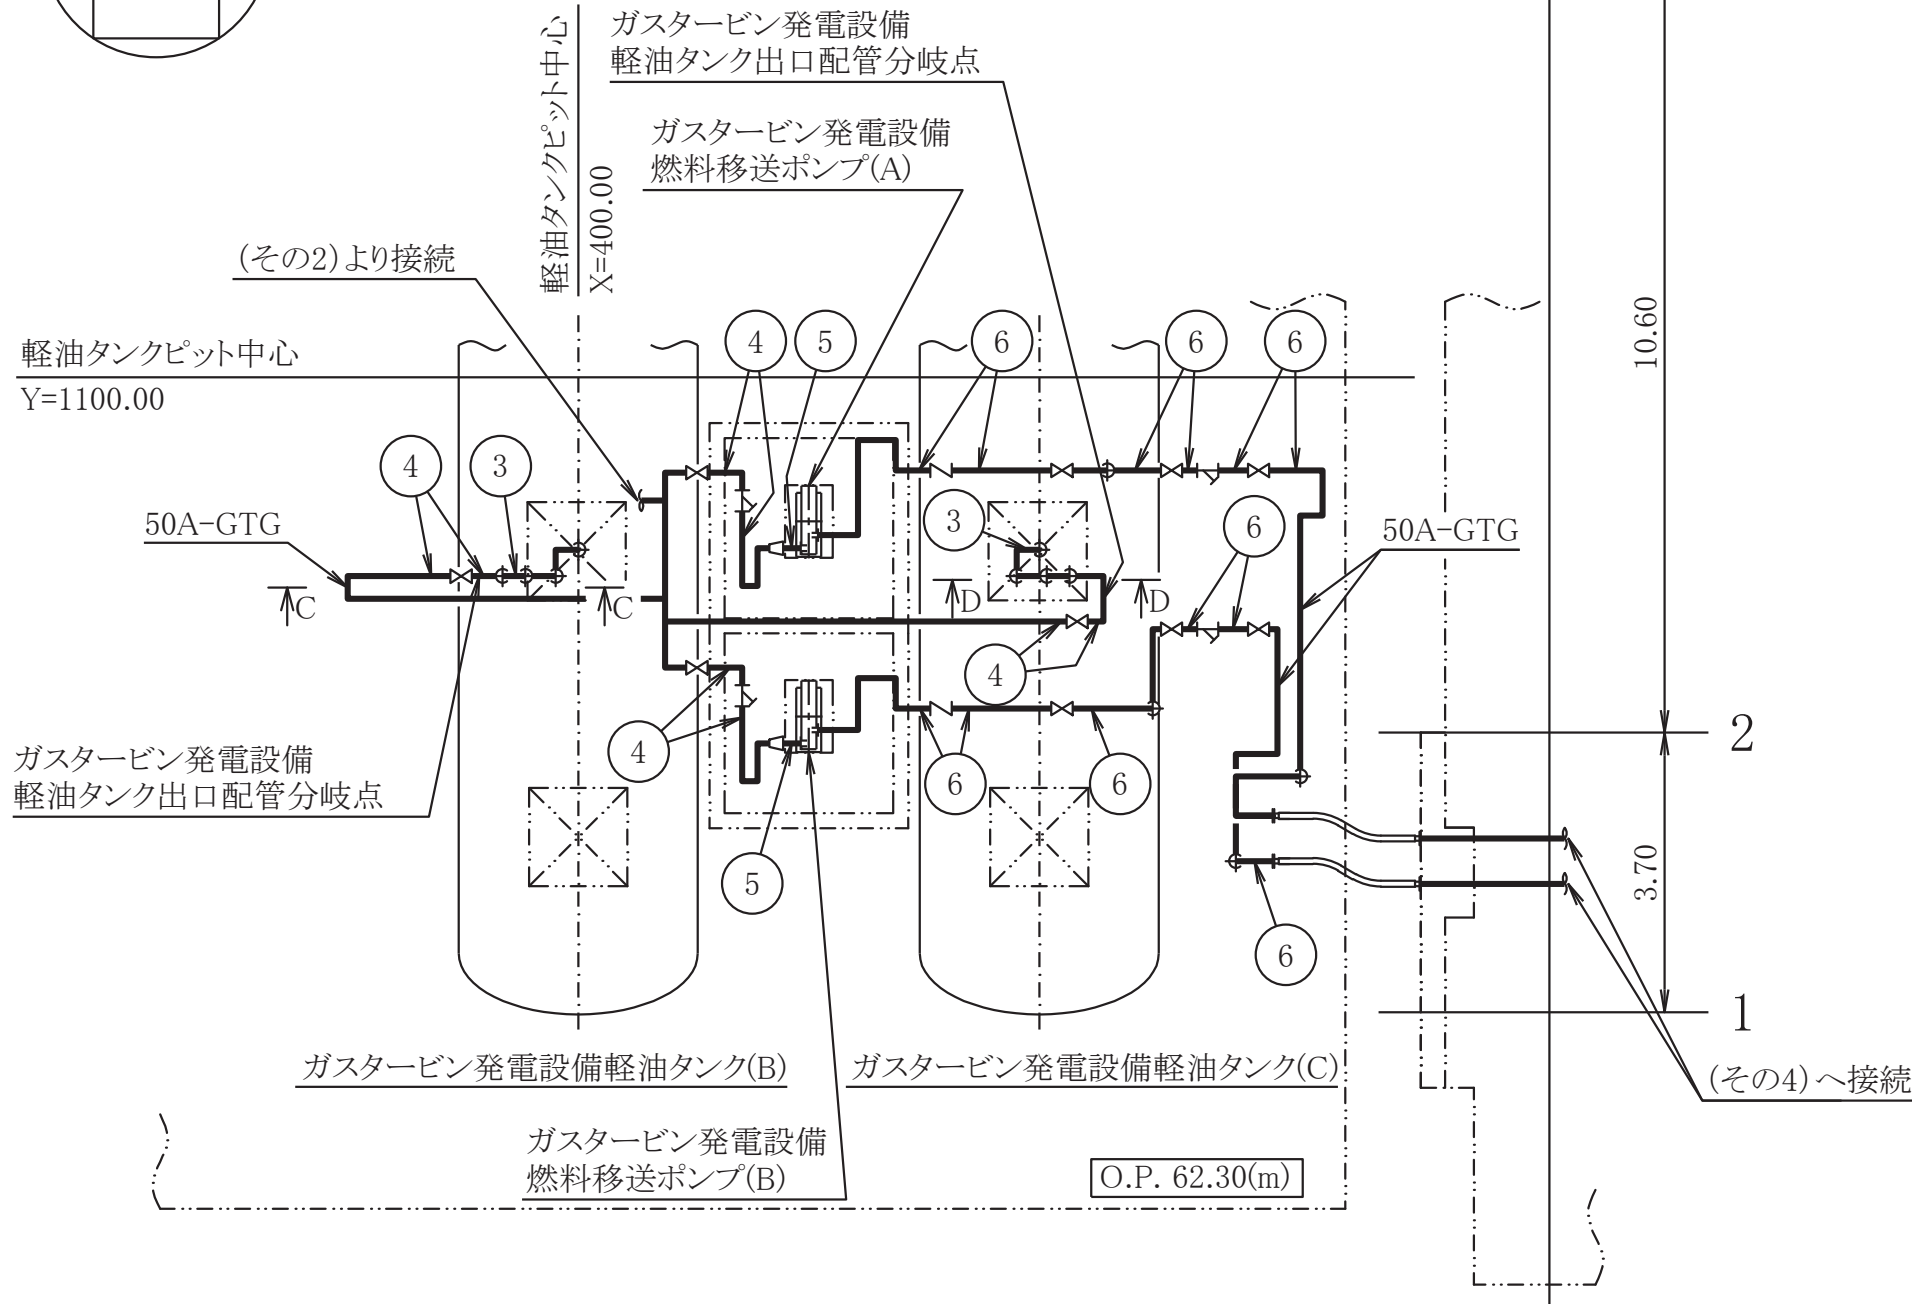 ガスタービン発電設備
軽油タンク出口配管分岐点
軽油タンクピット中心
X=400.00
ガスタービン発電設備
燃料移送ポンプ(A)
(その2)より接続
軽油タンクピット中心
Y=1100.00
10.60
4
5
6
6
6
4
3
3
6
50A-GTG
50A-GTG
C
C
D
D
4
4
6
6
5
6
ガスタービン発電設備
軽油タンク出口配管分岐点
2
3.70
1
ガスタービン発電設備軽油タンク(B)
ガスタービン発電設備軽油タンク(C)
(その4)へ接続
ガスタービン発電設備
燃料移送ポンプ(B)
O.P. 62.30(m)